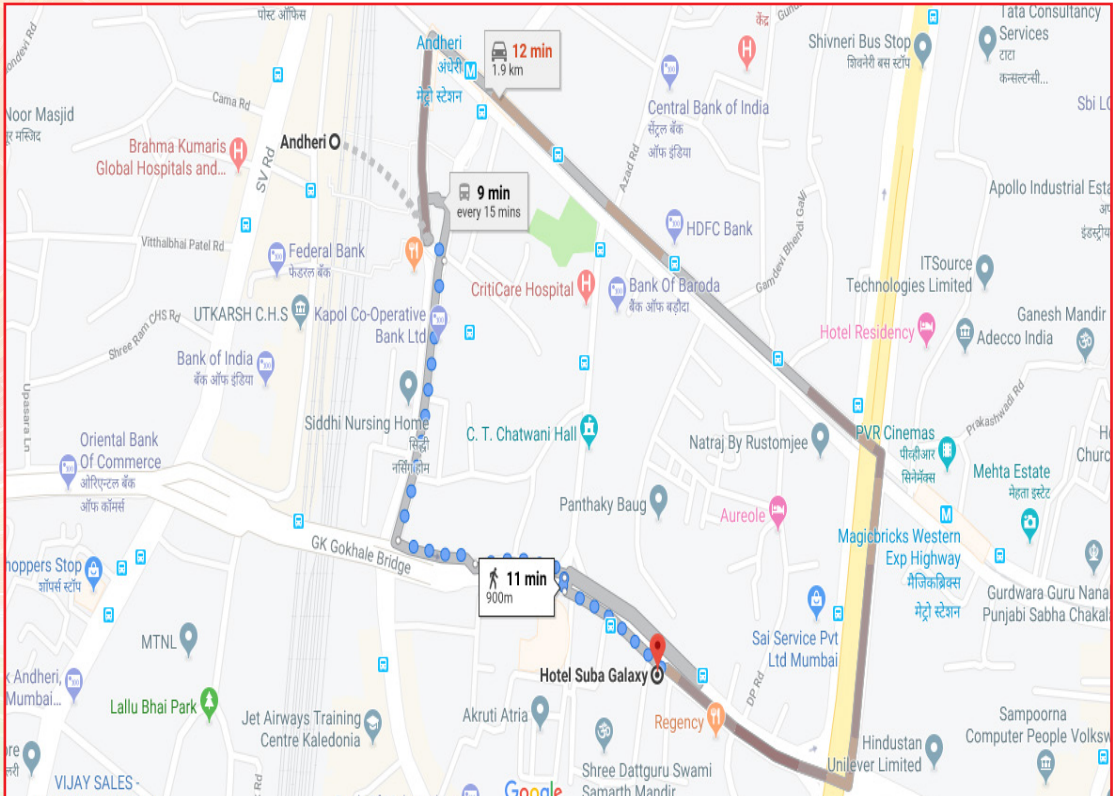 पोस्ट ऑफिस
Cama Rd
Noor Masjid
Brahma Kumaris
Global Hospitals and...
SV Rd
Andheri
Andheri
अंधेरी
मेट्रो स्टेशन
12 min
1.9 km
9 min
every 15 mins
केंद्र
Central Bank of India
सेंट्रल बैंक
ऑफ इंडिया
Azad Rd
Shivneri Bus Stop
शिवनेरी बस स्टॉप
Tata Consultancy
Services
टाटा
कन्सल्टन्सी...
Apollo Industrial Esta
Vitthalbhai Patel Rd
Federal Bank
फेडरल बैंक
UTKARSH C.H.S
Kapol Co-Operative
Bank Ltd
Shree Ram CHS Rd
Bank of India
बैंक ऑफ इंडिया
Upasara Ln
CritiCare Hospital
HDFC Bank
Bank Of Baroda
बैंक ऑफ बड़ौदा
Gamdevi Bhendi Gawl
ITSource
Technologies Limited
Hotel Residency
Adecco India
Ganesh Mandir
Prakashwadi Rd
Siddhi Nursing Home
सिद्धी
नर्सिंग होम
C. T. Chatwani Hall
Natraj By Rustomjee
PVR Cinemas
पीव्हीआर
सिनेमॅक्स
Mehta Estate
मेहता इस्टेट
Oriental Bank
Of Commerce
ओरिएन्टल बैंक
ऑफ कॉमर्स
Panthaky Baug
Aureole
Magicbricks Western
Exp Highway
मैजिकब्रिक्स
मेट्रो स्टेशन
GK Gokhale Bridge
11 min
900m
hoppers Stop
शॉपर्स स्टॉप
Gurdwara Guru Nana
Punjabi Sabha Chakala
MTNL
Sai Service Pvt
Ltd Mumbai
Hotel Suba Galaxy
DP Rd
k Andheri,
Mumbai...
Lallu Bhai Park
Jet Airways Training
Centre Kaledonia
Akruti Atria
Regency
Hindustan
Unilever Limited
Sampoorna
Computer People Volksw
Shree Dattguru Swami
Samarth Mandir
VIJAY SALES -
Google